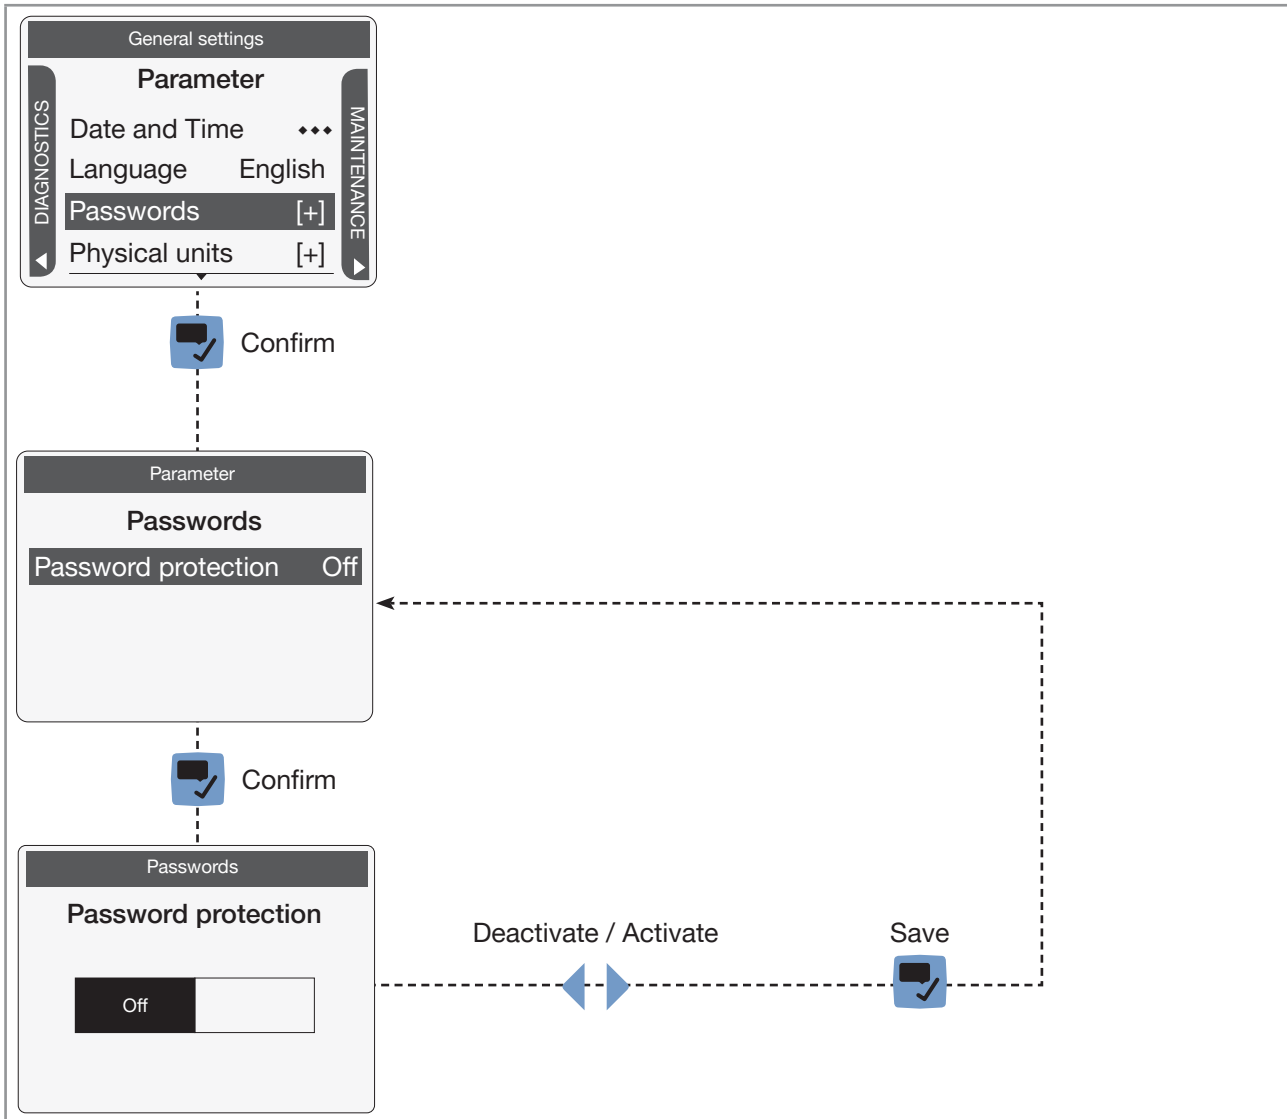 General settings
Parameter
DIAGNOSTICS
MAINTENANCE
Date and Time
Language English
Passwords [+]
Physical units [+]
Confirm
Parameter
Passwords
Password protection Off
Confirm
Passwords
Password protection
Off
Deactivate / Activate
Save